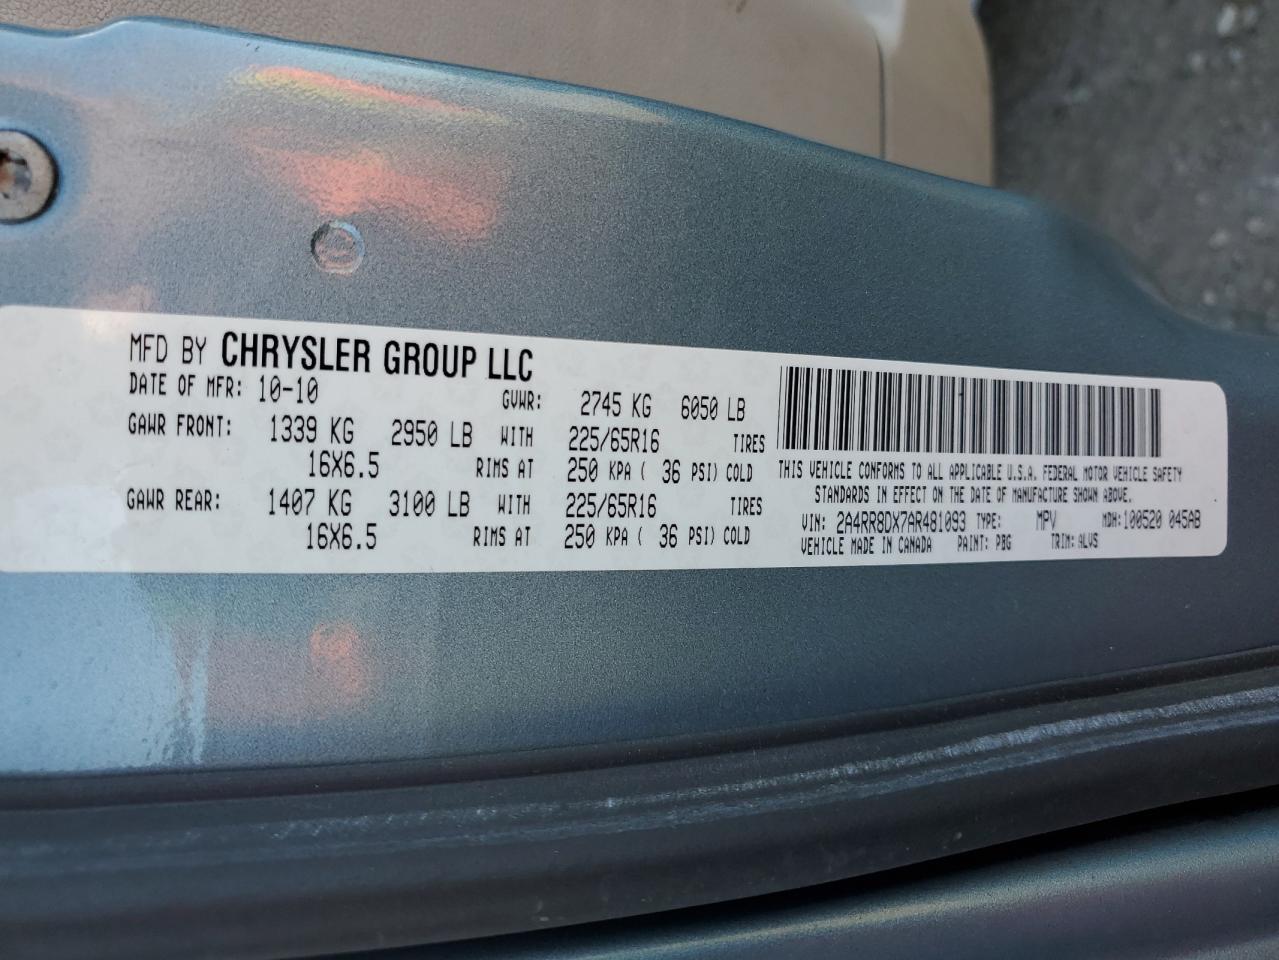 MFD BY CHRYSLER GROUP LLC
DATE OF MFR: 10-10 GVWR: 2745 KG 6050 LB
GAWR FRONT: 1339 KG 2950 LB WITH 225/65R16 TIRES
16X6.5 RIMS AT 250 KPA ( 36 PSI) COLD
GAWR REAR: 1407 KG 3100 LB WITH 225/65R16 TIRES
16X6.5 RIMS AT 250 KPA ( 36 PSI) COLD
THIS VEHICLE CONFORMS TO ALL APPLICABLE U.S.A. FEDERAL MOTOR VEHICLE SAFETY
STANDARDS IN EFFECT ON THE DATE OF MANUFACTURE SHOWN ABOVE.
VIN: 2A4RR8DX7AR481093 TYPE: MPV MDH:100520 045AB
VEHICLE MADE IN CANADA PAINT: PBG TRIM: ALVS